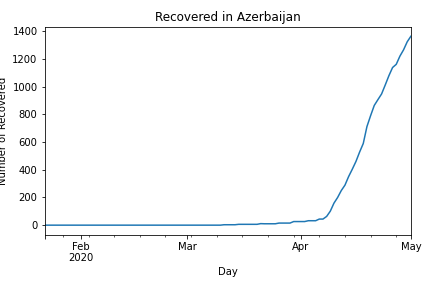 Recovered in Azerbaijan
Number of Recovered
1400
1200
1000
800
600
400
200
0
Feb
2020
Mar
Apr
May
Day